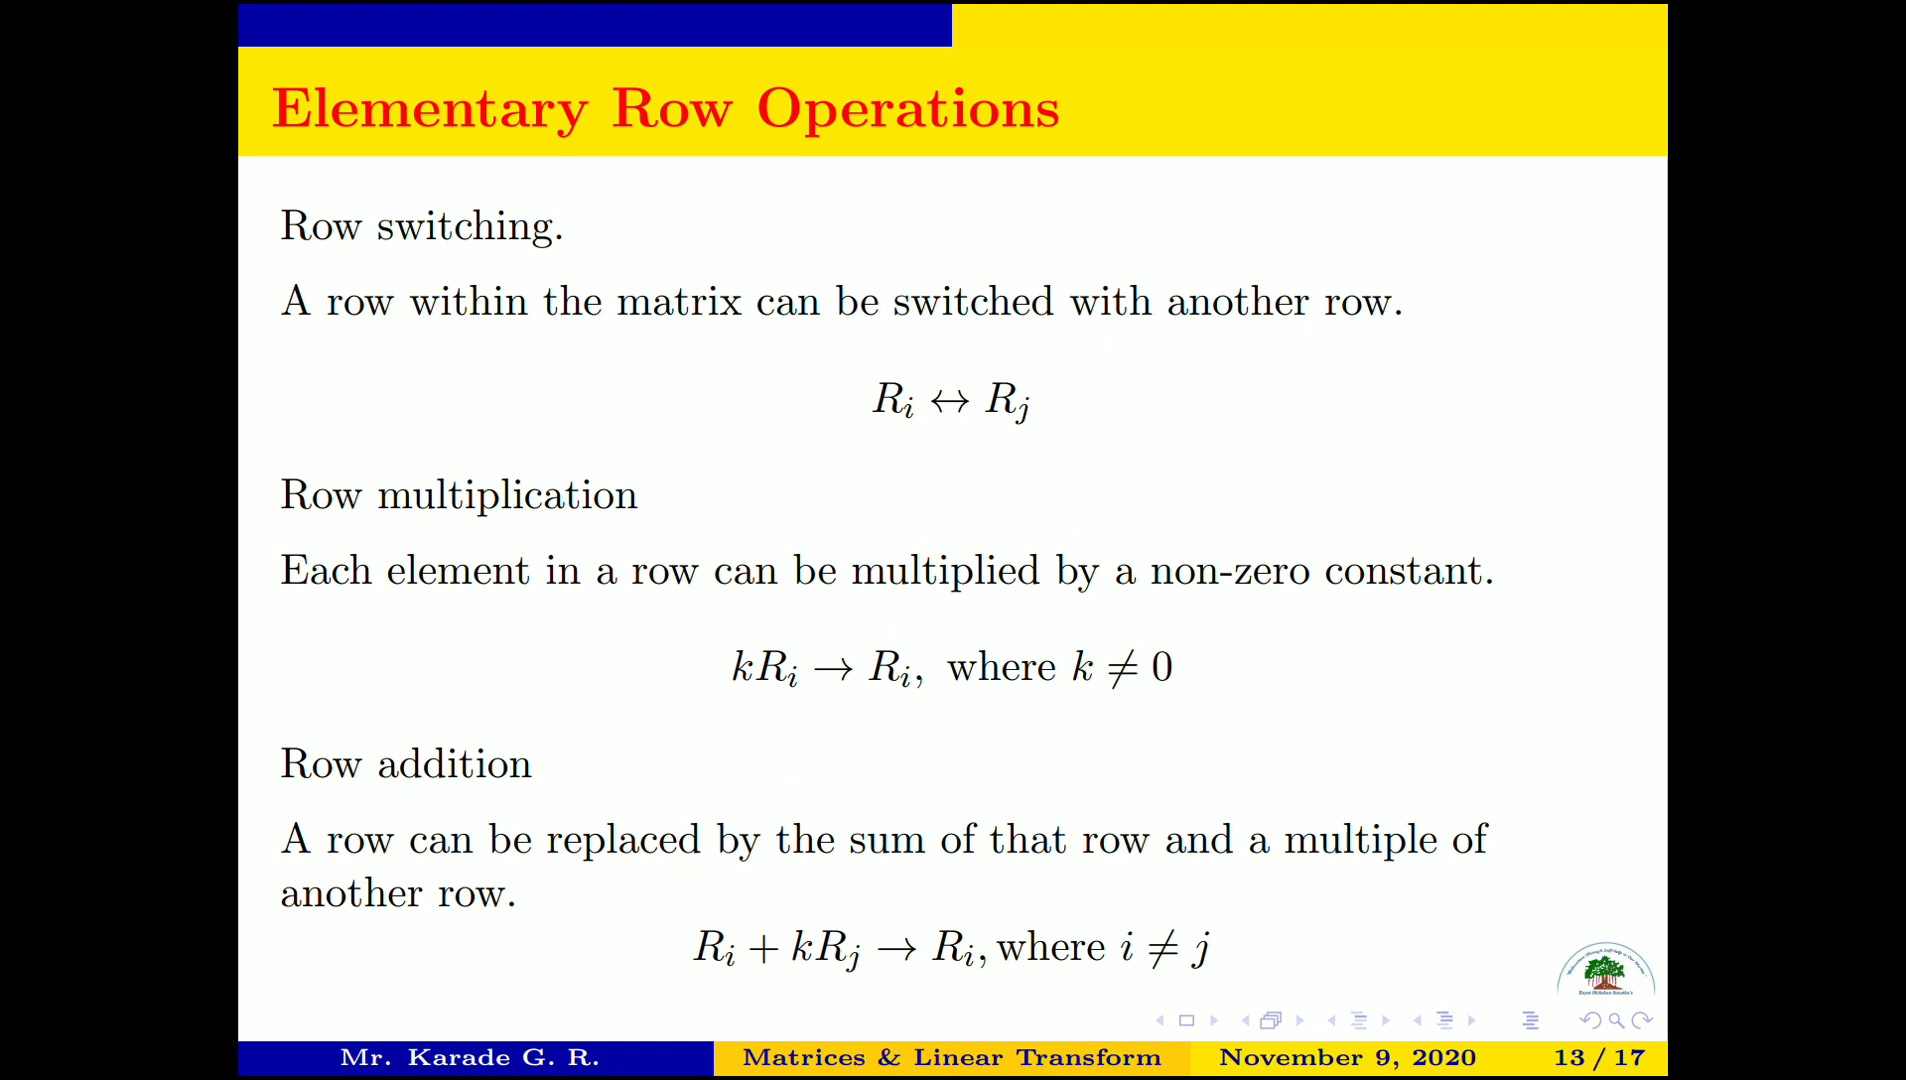 Elementary Row Operations
Row switching.
A row within the matrix can be switched with another row.
R_i ↔ R_j
Row multiplication
Each element in a row can be multiplied by a non-zero constant.
kR_i → R_i, where k ≠ 0
Row addition
A row can be replaced by the sum of that row and a multiple of
another row.
R_i + kR_j → R_i, where i ≠ j
Mr. Karade G. R. Matrices & Linear Transform November 9, 2020 13 / 17